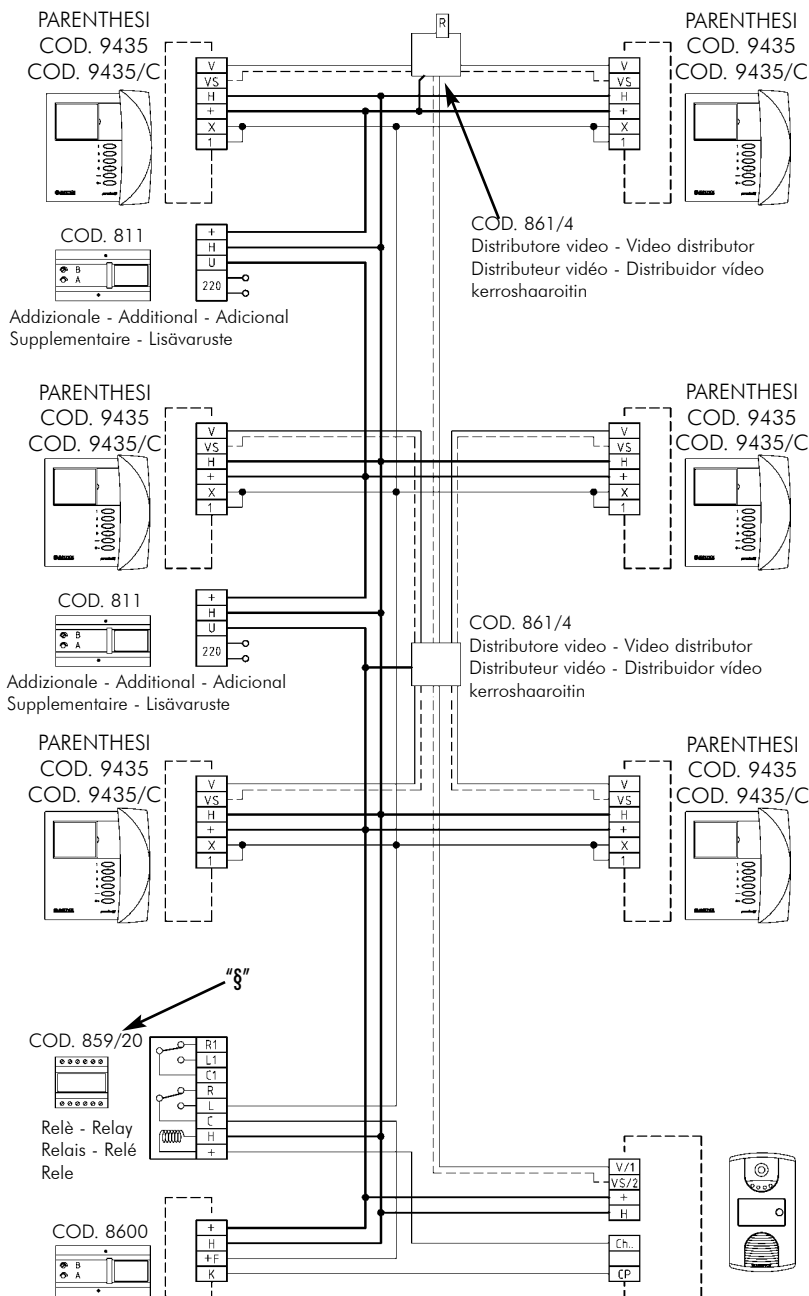 R
PARENTHESI
COD. 9435
COD. 9435/C
V
VS
H
+
X
1
V
VS
H
+
X
1
PARENTHESI
COD. 9435
COD. 9435/C
COD. 811
B
A
+
H
U
220
Addizionale - Additional - Adicional
Supplementaire - Lisävaruste
COD. 861/4
Distributore video - Video distributor
Distributeur vidéo - Distribuidor vídeo
kerroshaaroitin
PARENTHESI
COD. 9435
COD. 9435/C
V
VS
H
+
X
1
V
VS
H
+
X
1
PARENTHESI
COD. 9435
COD. 9435/C
COD. 811
B
A
+
H
U
220
Addizionale - Additional - Adicional
Supplementaire - Lisävaruste
COD. 861/4
Distributore video - Video distributor
Distributeur vidéo - Distribuidor vídeo
kerroshaaroitin
PARENTHESI
COD. 9435
COD. 9435/C
V
VS
H
+
X
1
V
VS
H
+
X
1
PARENTHESI
COD. 9435
COD. 9435/C
"§"
COD. 859/20
Relè - Relay
Relais - Relé
Rele
R1
L1
C1
R
L
C
H
+
V/1
VS/2
+
H
Ch..
CP
COD. 8600
B
A
+
H
+F
K